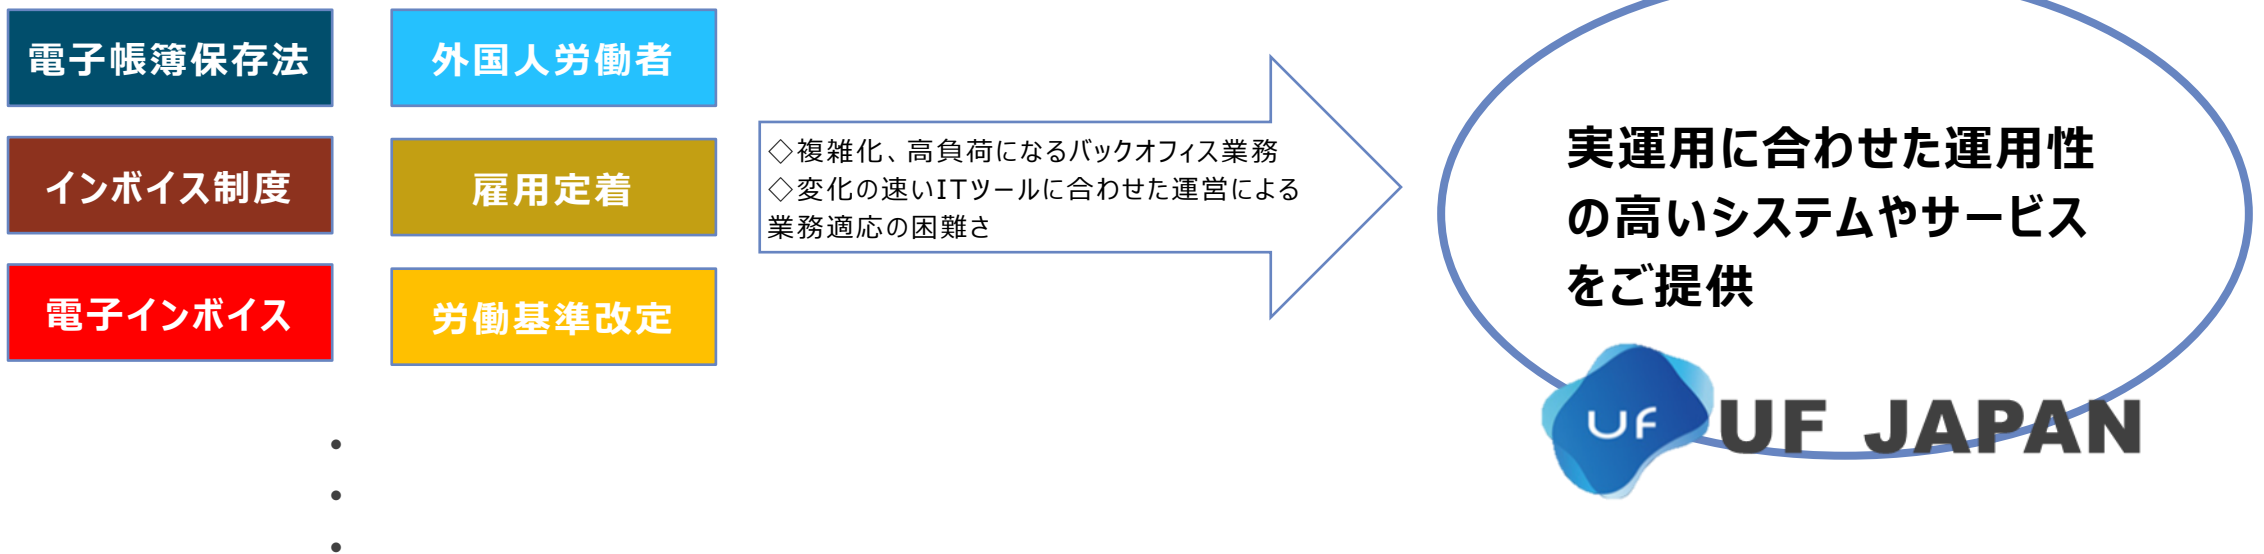 電子帳簿保存法
外国人労働者
インボイス制度
雇用定着
電子インボイス
労働基準改定
◇複雑化、高負荷になるバックオフィス業務
◇変化の速いITツールに合わせた運営による
業務適応の困難さ
実運用に合わせた運用性
の高いシステムやサービス
をご提供
UF UF JAPAN